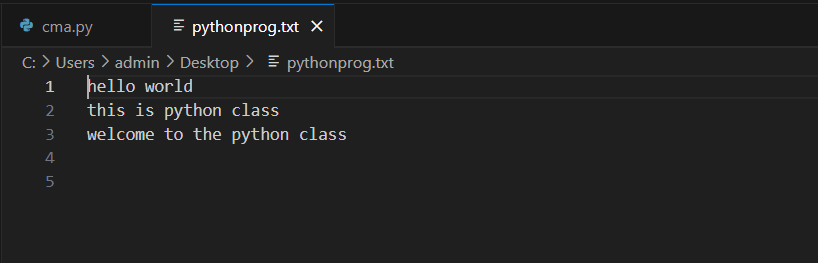 cma.py
pythonprog.txt
C: > Users > admin > Desktop > pythonprog.txt
1 hello world
2 this is python class
3 welcome to the python class
4
5